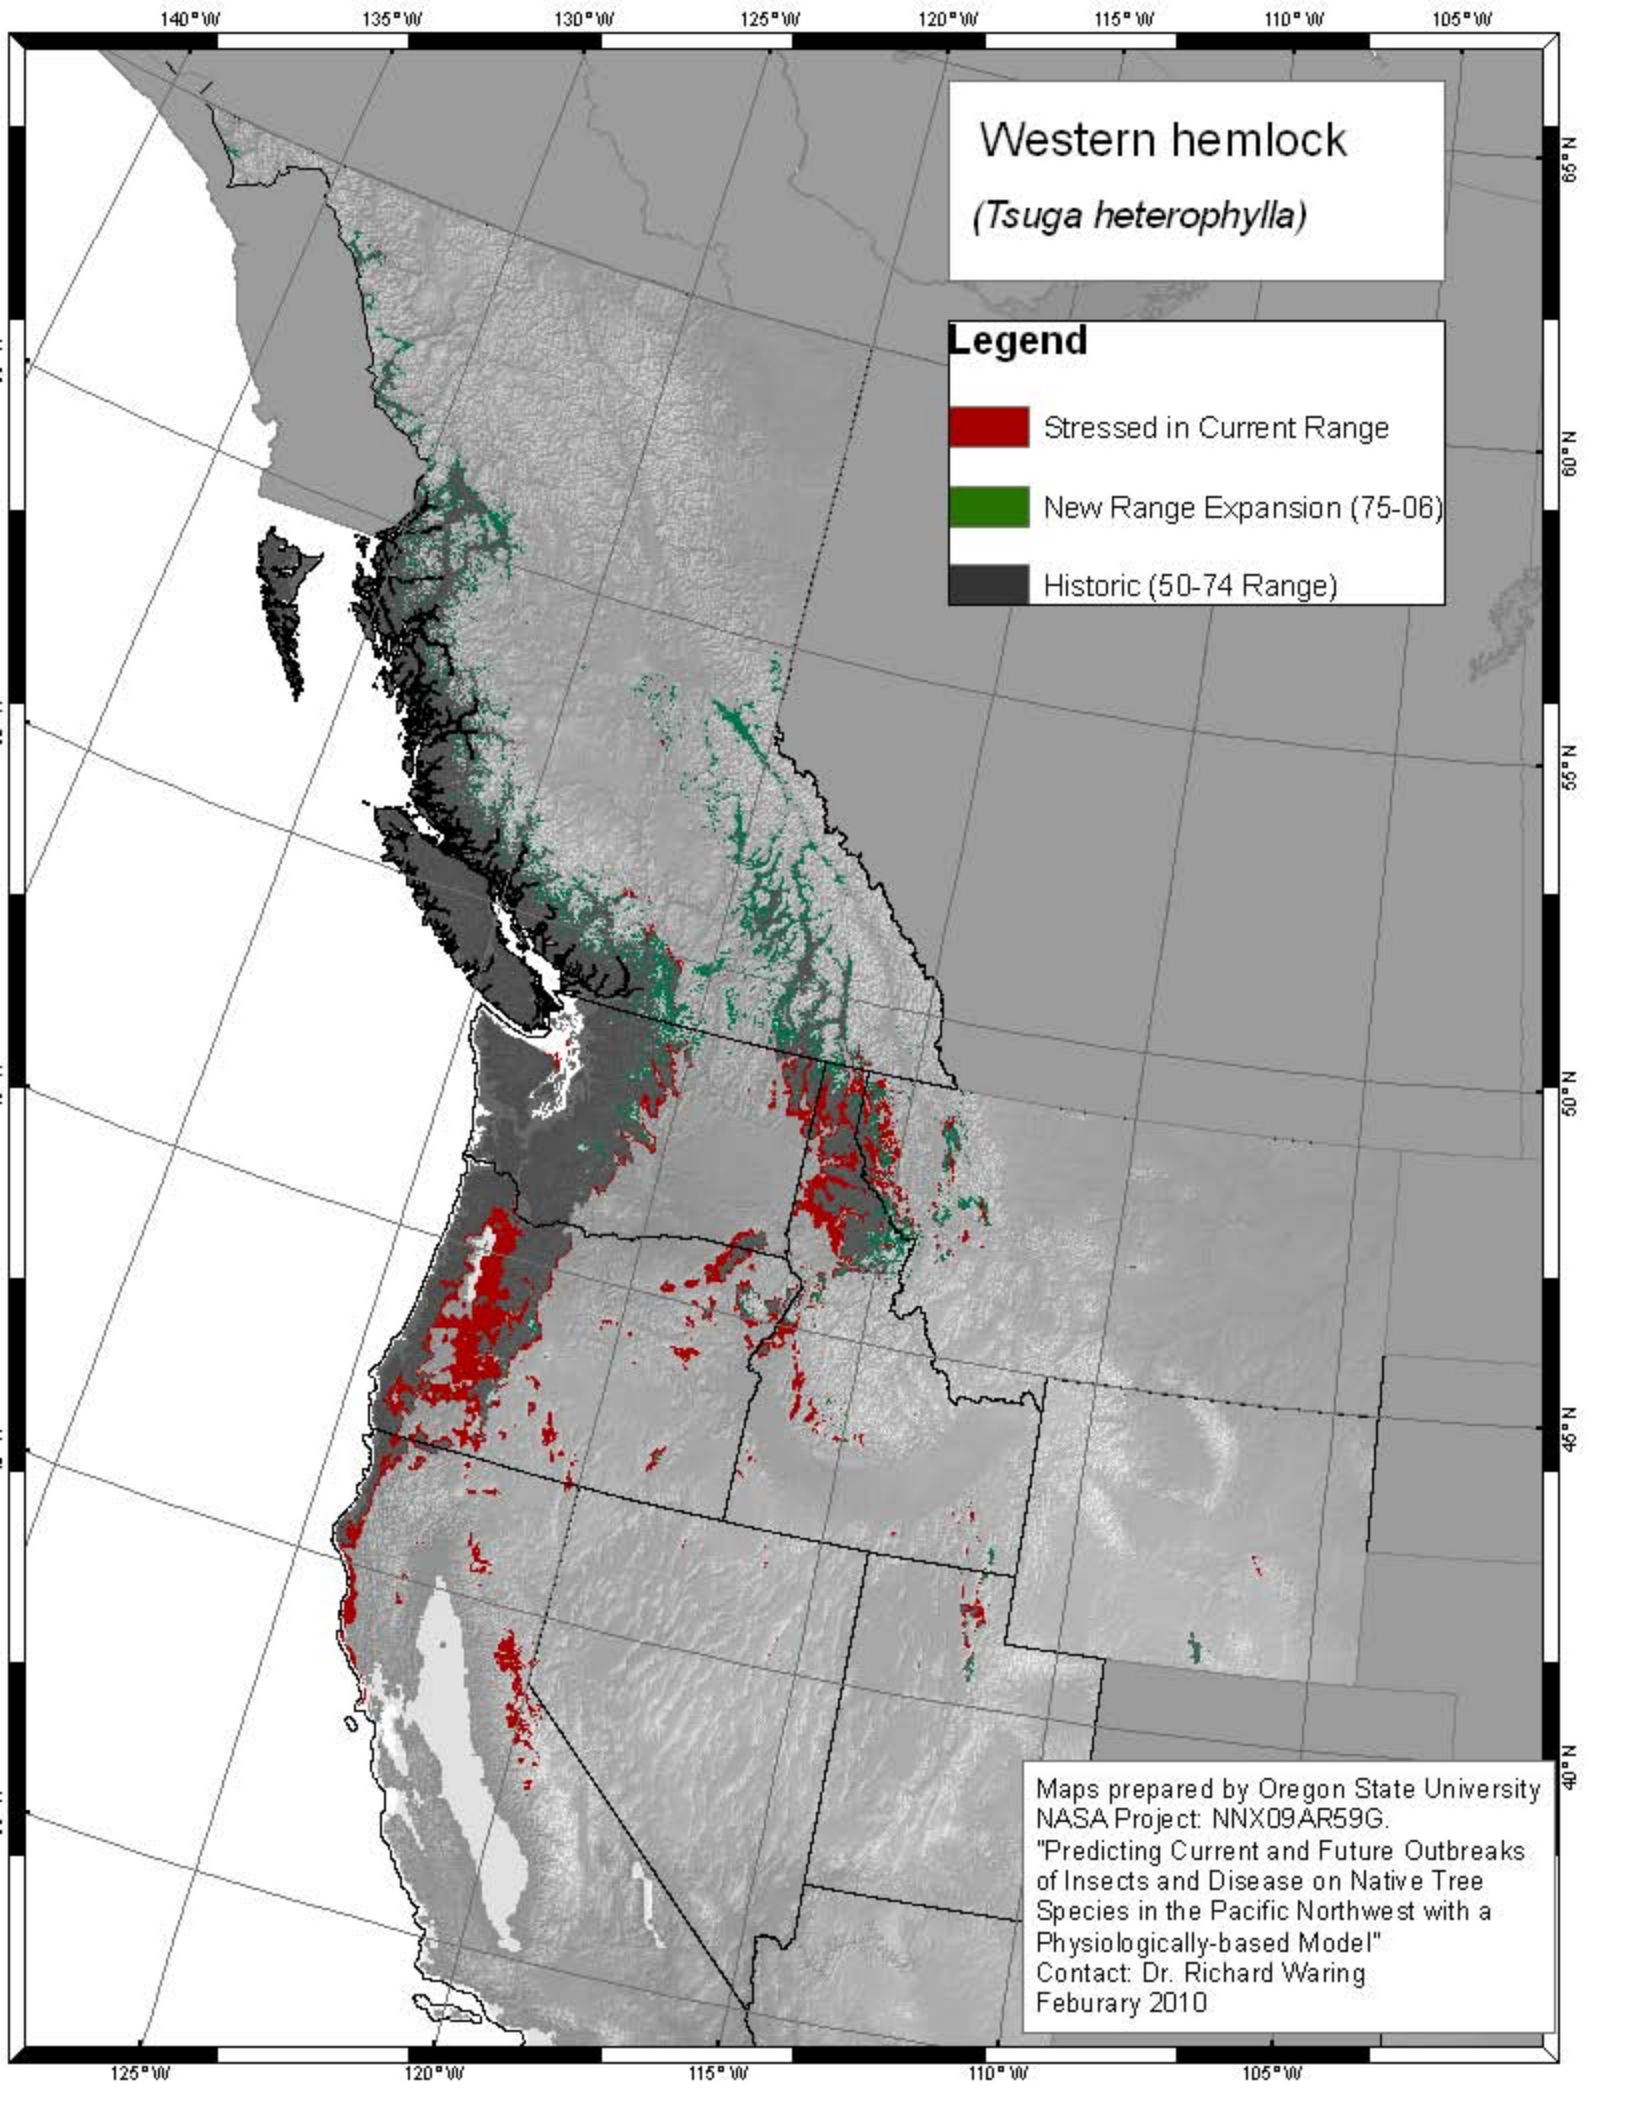 140°W 135°W 130°W 125°W 120°W 115°W 110°W 105°W
Western hemlock
(Tsuga heterophylla)
65°N
Legend
Stressed in Current Range
60°N
New Range Expansion (75-06)
Historic (50-74 Range)
55°N
50°N
45°N
40°N
Maps prepared by Oregon State University
NASA Project: NNX09AR59G.
"Predicting Current and Future Outbreaks
of Insects and Disease on Native Tree
Species in the Pacific Northwest with a
Physiologically-based Model"
Contact: Dr. Richard Waring
Feburary 2010
125°W 120°W 115°W 110°W 105°W